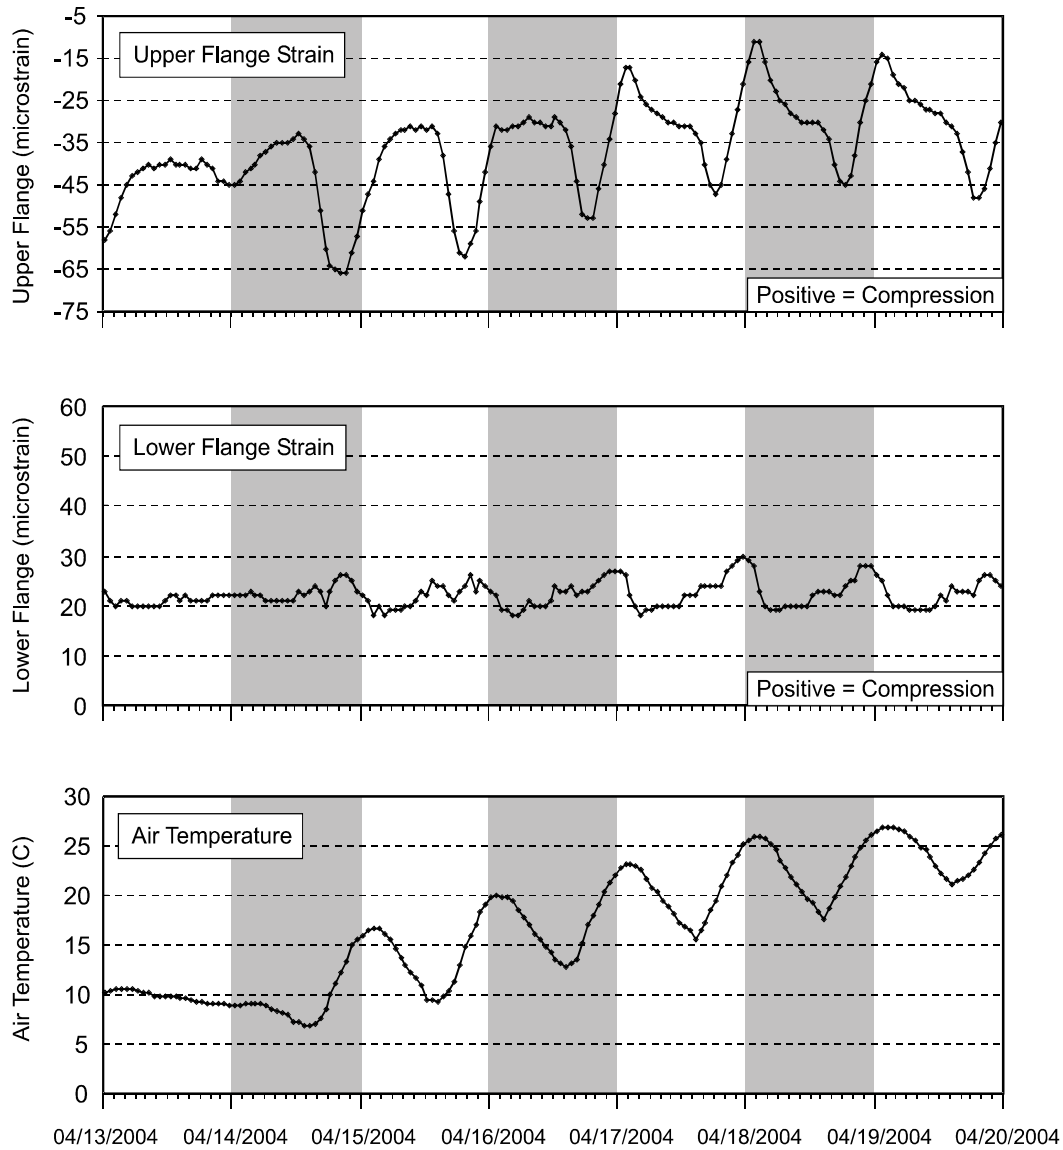 -5
-15
-25
-35
-45
-55
-65
-75
Upper Flange (microstrain)
Upper Flange Strain
Positive = Compression
60
50
40
30
20
10
0
Lower Flange (microstrain)
Lower Flange Strain
Positive = Compression
30
25
20
15
10
5
0
Air Temperature (C)
Air Temperature
04/13/2004 04/14/2004 04/15/2004 04/16/2004 04/17/2004 04/18/2004 04/19/2004 04/20/2004